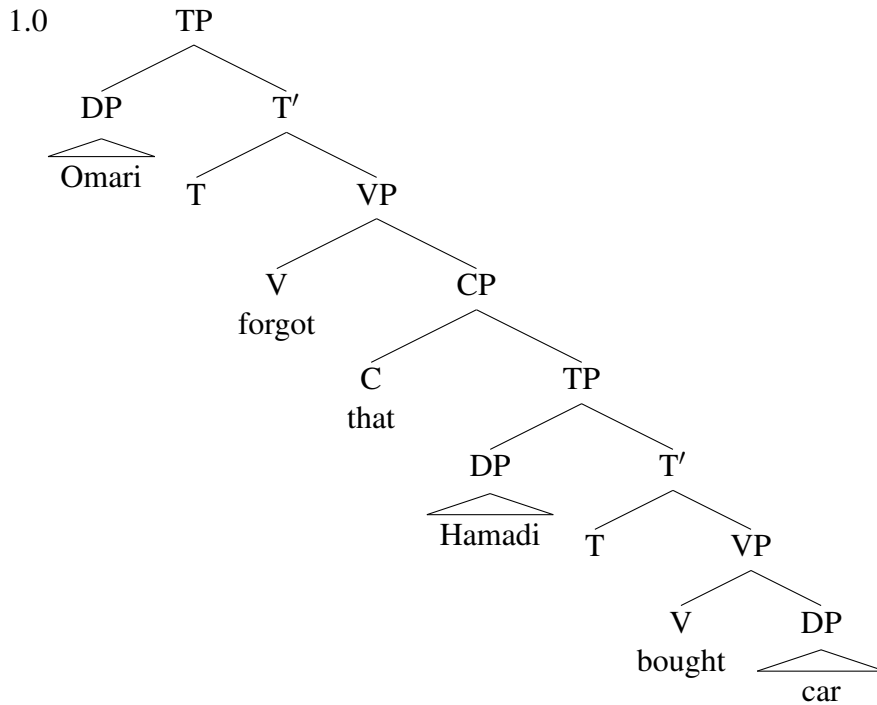 1.0 TP
DP T′
Omari
T VP
V CP
forgot
C TP
that
DP T′
Hamadi
T VP
V DP
bought
car